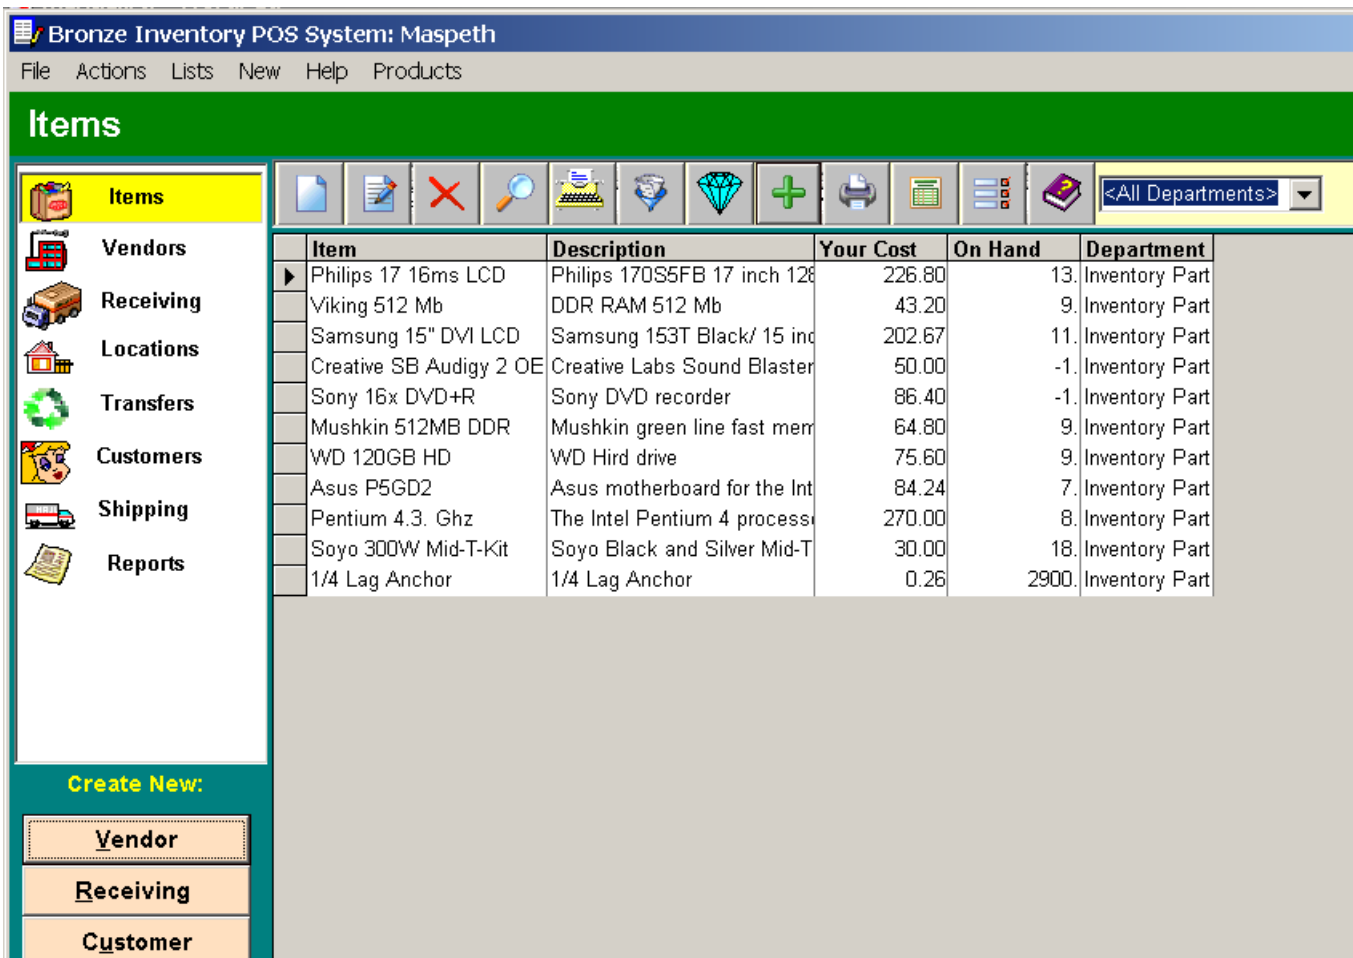 Bronze Inventory POS System: Maspeth
File Actions Lists New Help Products
Items
Items
Vendors
Receiving
Locations
Transfers
Customers
Shipping
Reports
<All Departments>
Item Description Your Cost On Hand Department
Philips 17 16ms LCD Philips 170S5FB 17 inch 128 226.80 13. Inventory Part
Viking 512 Mb DDR RAM 512 Mb 43.20 9. Inventory Part
Samsung 15" DVI LCD Samsung 153T Black/ 15 inc 202.67 11. Inventory Part
Creative SB Audigy 2 OE Creative Labs Sound Blaster 50.00 -1. Inventory Part
Sony 16x DVD+R Sony DVD recorder 86.40 -1. Inventory Part
Mushkin 512MB DDR Mushkin green line fast mem 64.80 9. Inventory Part
WD 120GB HD WD Hird drive 75.60 9. Inventory Part
Asus P5GD2 Asus motherboard for the Int 84.24 7. Inventory Part
Pentium 4.3. Ghz The Intel Pentium 4 process 270.00 8. Inventory Part
Soyo 300W Mid-T-Kit Soyo Black and Silver Mid-T 30.00 18. Inventory Part
1/4 Lag Anchor 1/4 Lag Anchor 0.26 2900. Inventory Part
Create New:
Vendor
Receiving
Customer